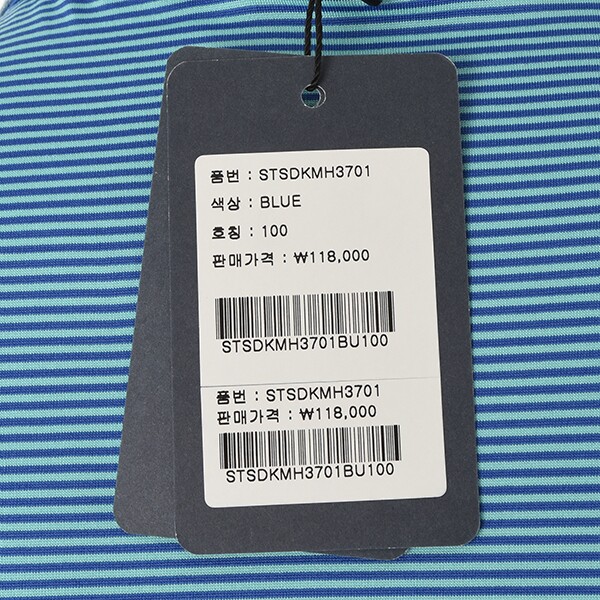 품번 : STSDKMH3701
색상 : BLUE
호칭 : 100
판매가격 : ₩118,000
STSDKMH3701BU100
품번 : STSDKMH3701
판매가격 : ₩118,000
STSDKMH3701BU100